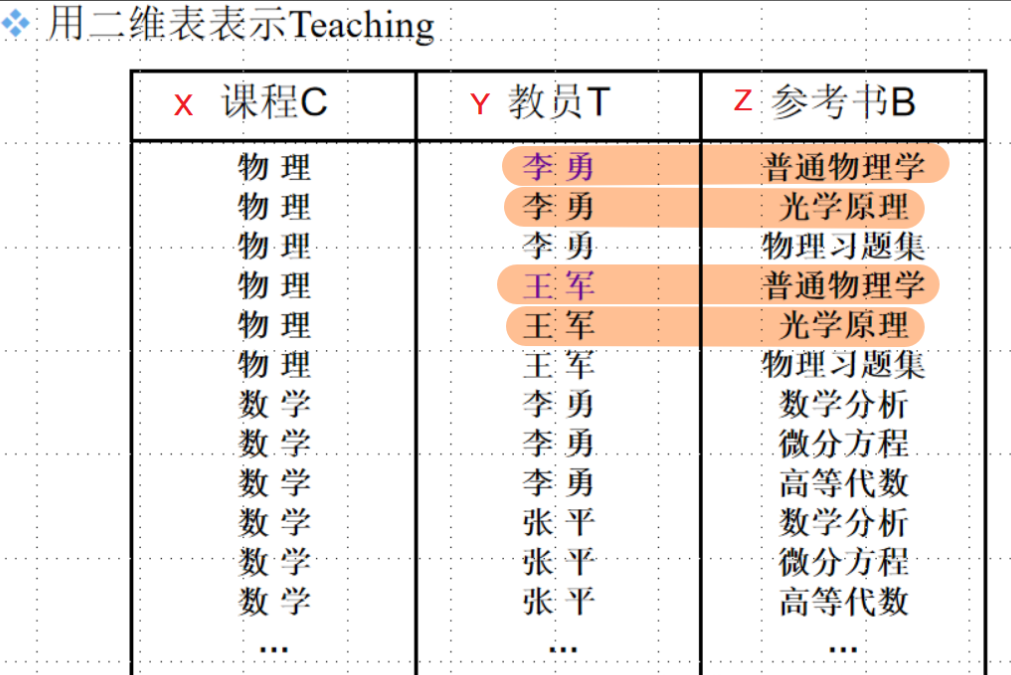 用二维表表示Teaching
X 课程C Y 教员T Z 参考书B
物 理 李 勇 普通物理学
物 理 李 勇 光学原理
物 理 李 勇 物理习题集
物 理 王 军 普通物理学
物 理 王 军 光学原理
物 理 王 军 物理习题集
数 学 李 勇 数学分析
数 学 李 勇 微分方程
数 学 李 勇 高等代数
数 学 张 平 数学分析
数 学 张 平 微分方程
数 学 张 平 高等代数
... ... ...